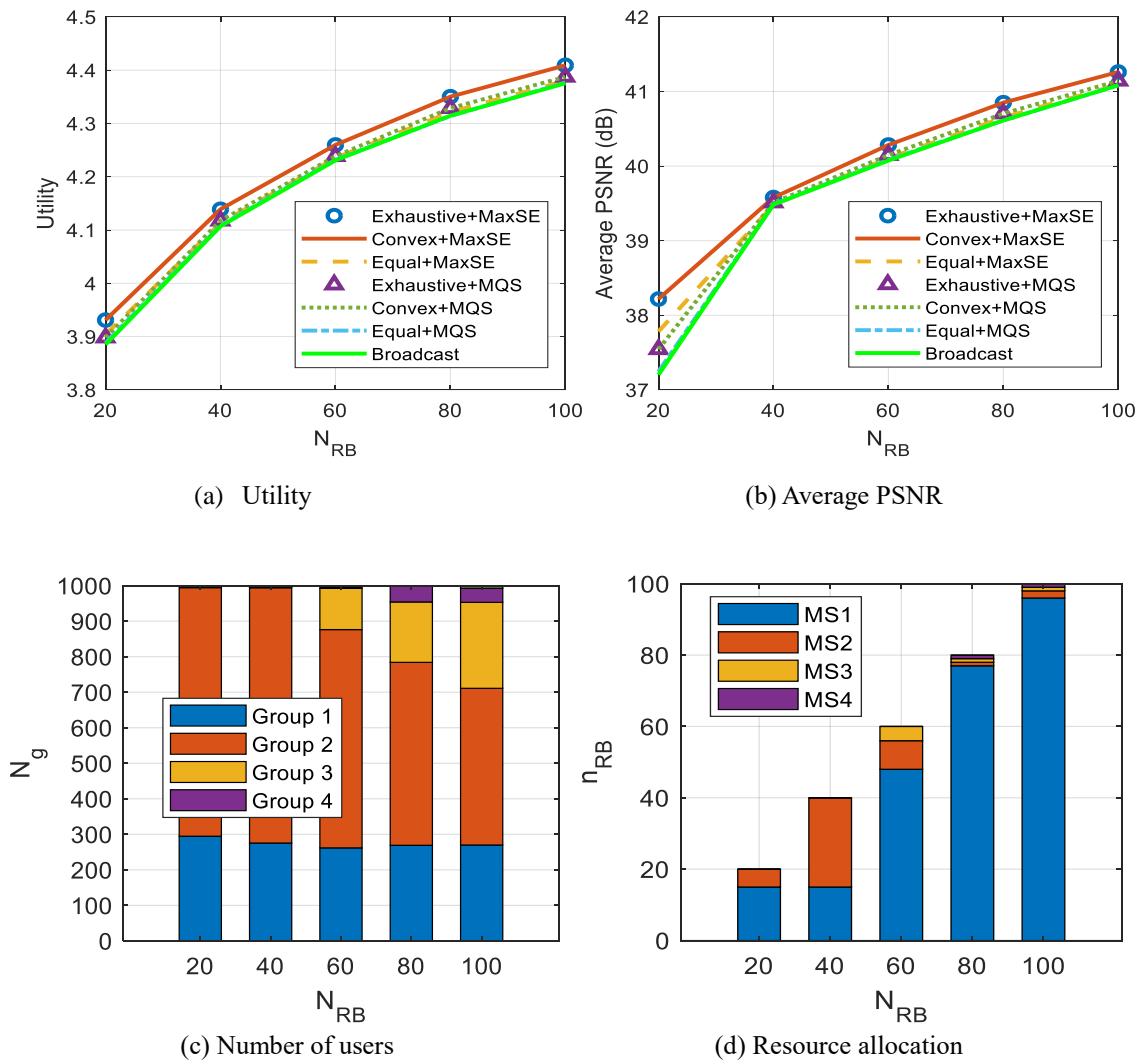 4.5
4.4
4.3
4.2
4.1
4
3.9
3.8
Utility
20 40 60 80 100
N_RB
Exhaustive+MaxSE
Convex+MaxSE
Equal+MaxSE
Exhaustive+MQS
Convex+MQS
Equal+MQS
Broadcast
(a) Utility
42
41
40
39
38
37
Average PSNR (dB)
20 40 60 80 100
N_RB
Exhaustive+MaxSE
Convex+MaxSE
Equal+MaxSE
Exhaustive+MQS
Convex+MQS
Equal+MQS
Broadcast
(b) Average PSNR
1000
900
800
700
600
500
400
300
200
100
0
N_g
Group 1
Group 2
Group 3
Group 4
20 40 60 80 100
N_RB
(c) Number of users
100
80
60
40
20
0
n_RB
MS1
MS2
MS3
MS4
20 40 60 80 100
N_RB
(d) Resource allocation